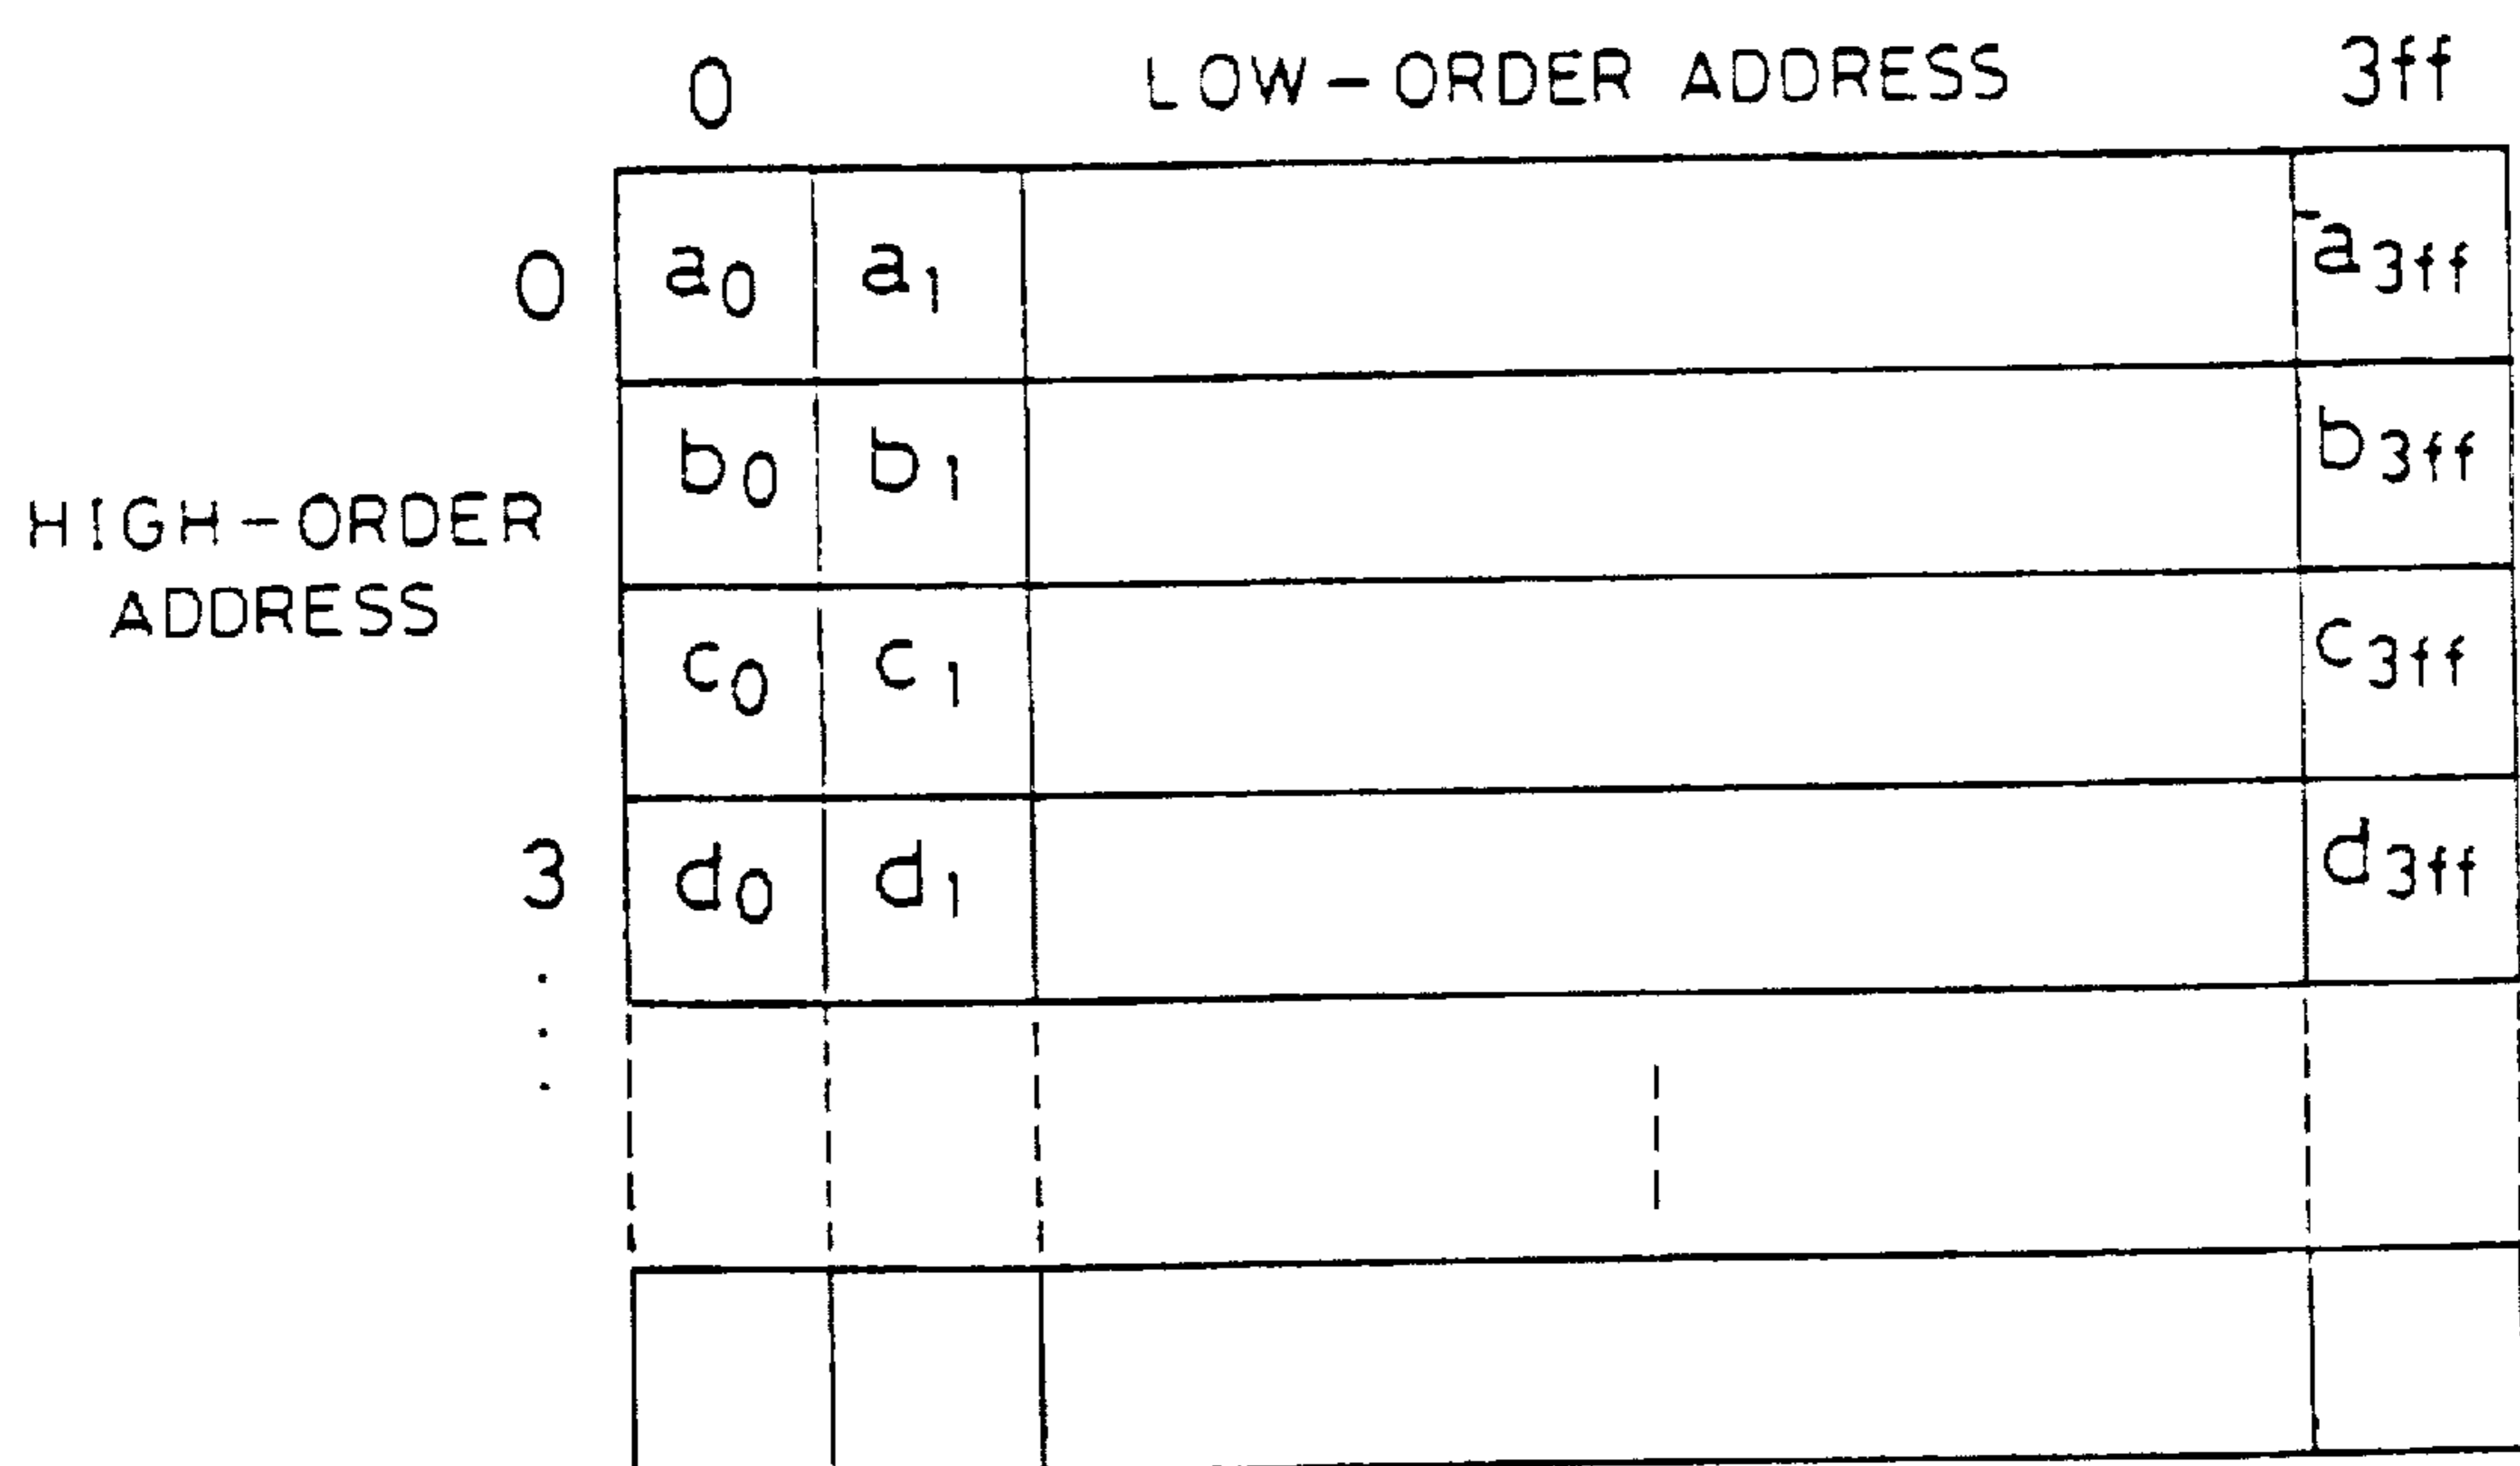 0 LOW-ORDER ADDRESS 3ff
0 a0 a1 a3ff
b0 b1 b3ff
HIGH-ORDER
ADDRESS
c0 c1 c3ff
3 d0 d1 d3ff